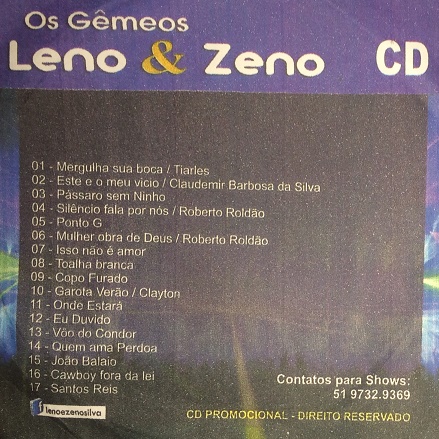 Os Gêmeos
Leno & Zeno CD
01 - Mergulha sua boca / Tiarles
02 - Este e o meu vicio / Claudemir Barbosa da Silva
03 - Pássaro sem Ninho
04 - Silêncio fala por nós / Roberto Roldão
05 - Ponto G
06 - Mulher obra de Deus / Roberto Roldão
07 - Isso não é amor
08 - Toalha branca
09 - Copo Furado
10 - Garota Verão / Clayton
11 - Onde Estará
12 - Eu Duvido
13 - Vôo do Condor
14 - Quem ama Perdoa
15 - João Balaio
16 - Cawboy fora da lei
17 - Santos Reis
Contatos para Shows:
51 9732.9369
lenoezenosilva
CD PROMOCIONAL - DIREITO RESERVADO